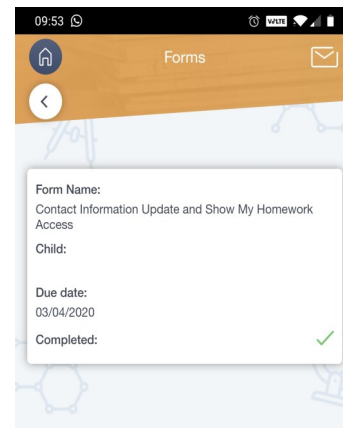 09:53
VoLTE
Forms
Form Name:
Contact Information Update and Show My Homework
Access
Child:
Due date:
03/04/2020
Completed: